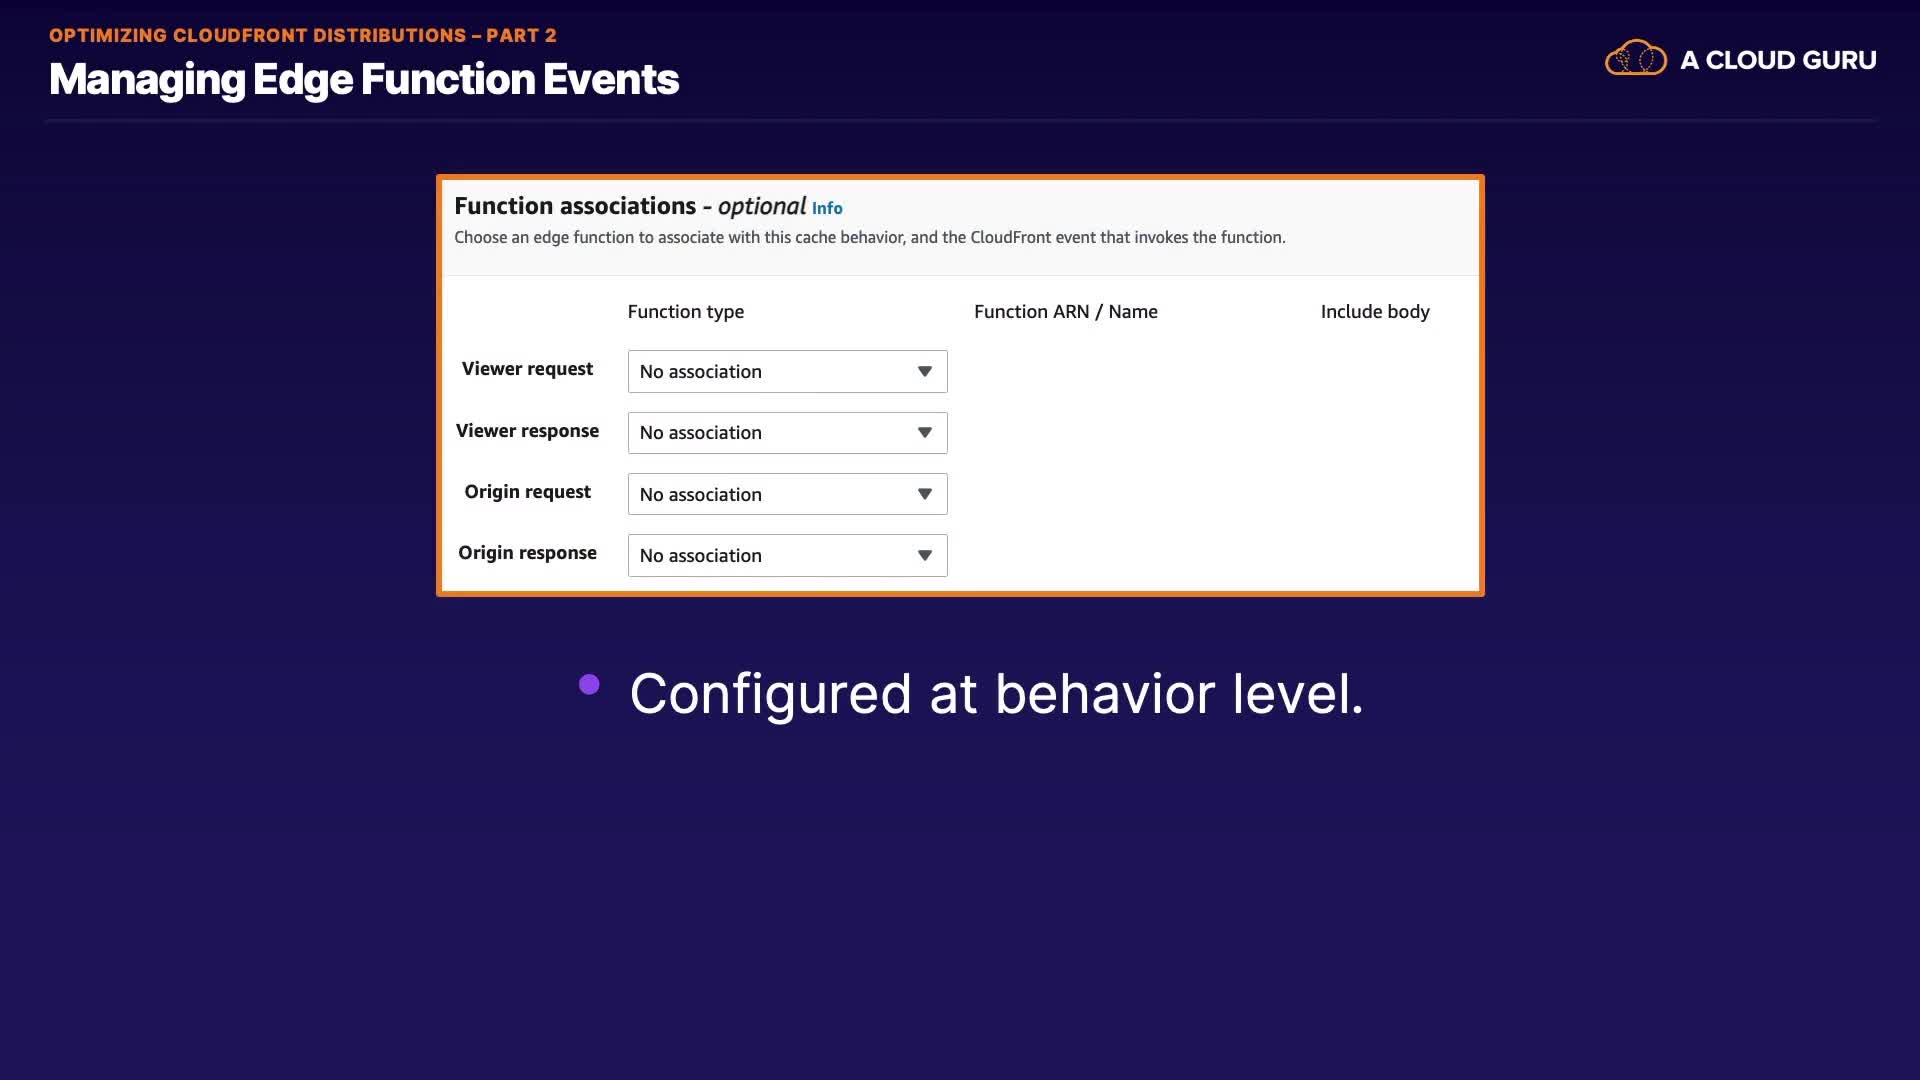 OPTIMIZING CLOUDFRONT DISTRIBUTIONS – PART 2
Managing Edge Function Events
A CLOUD GURU
Function associations - optional Info
Choose an edge function to associate with this cache behavior, and the CloudFront event that invokes the function.
Function type Function ARN / Name Include body
Viewer request No association
Viewer response No association
Origin request No association
Origin response No association
• Configured at behavior level.